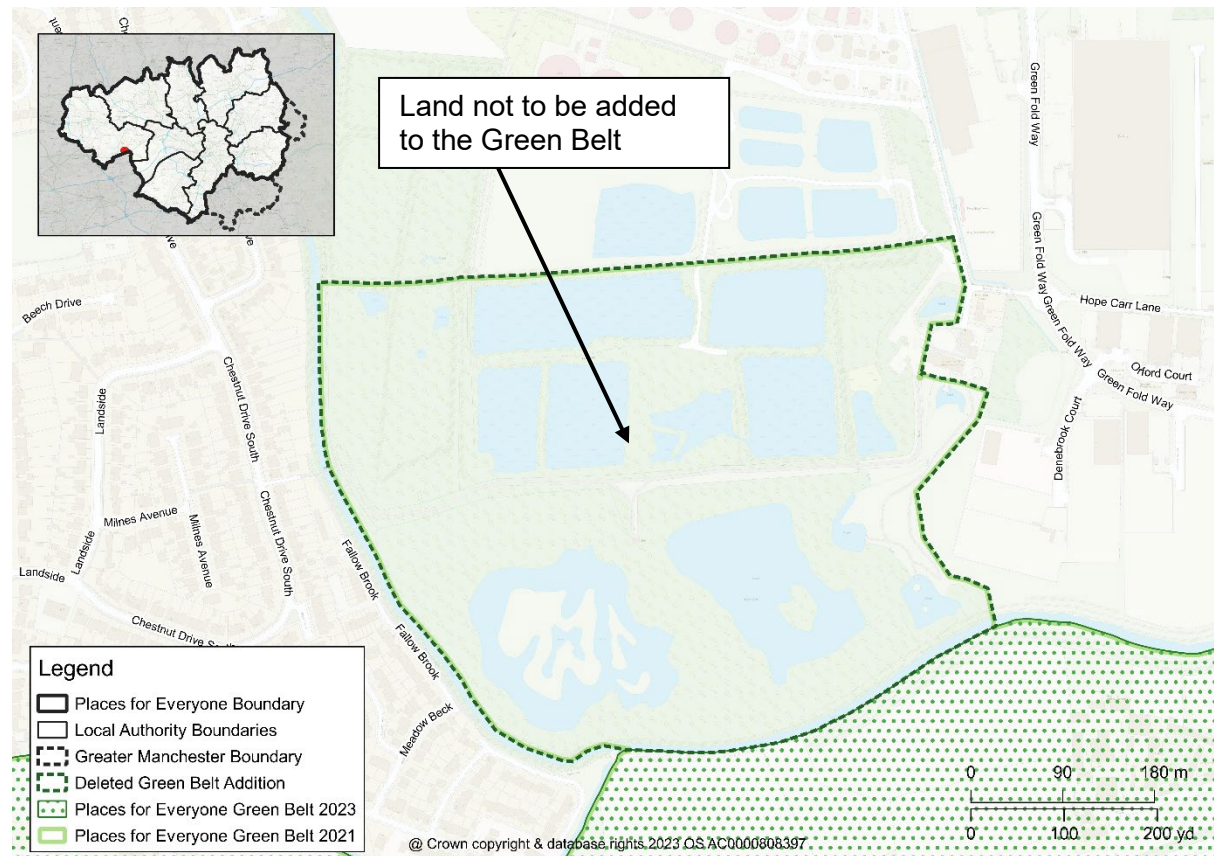 Land not to be added
to the Green Belt
Green Fold Way
Green Fold Way
Green Fold Way
Green Fold Way
Hope Carr Lane
Orford Court
Denebrook Court
Beech Drive
Landside
Chestnut Drive South
Chestnut Drive South
Milnes Avenue
Milnes Avenue
Landside
Landside
Fallow Brook
Fallow Brook
Meadow Beck
Legend
Places for Everyone Boundary
Local Authority Boundaries
Greater Manchester Boundary
Deleted Green Belt Addition
Places for Everyone Green Belt 2023
Places for Everyone Green Belt 2021
0 90 180 m
0 100 200 yd
@ Crown copyright & database rights 2023 OS AC0000808397